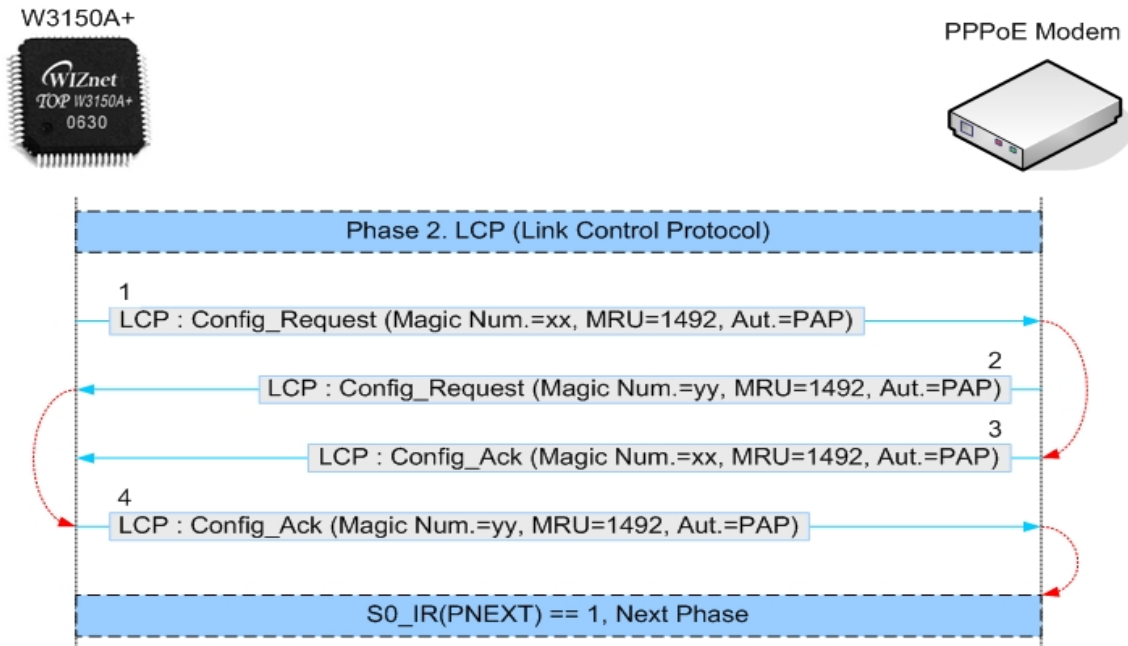 W3150A+
PPPoE Modem
WIZnet
TOP W3150A+
0630
Phase 2. LCP (Link Control Protocol)
1
LCP : Config_Request (Magic Num.=xx, MRU=1492, Aut.=PAP)
2
LCP : Config_Request (Magic Num.=yy, MRU=1492, Aut.=PAP)
3
LCP : Config_Ack (Magic Num.=xx, MRU=1492, Aut.=PAP)
4
LCP : Config_Ack (Magic Num.=yy, MRU=1492, Aut.=PAP)
S0_IR(PNEXT) == 1, Next Phase